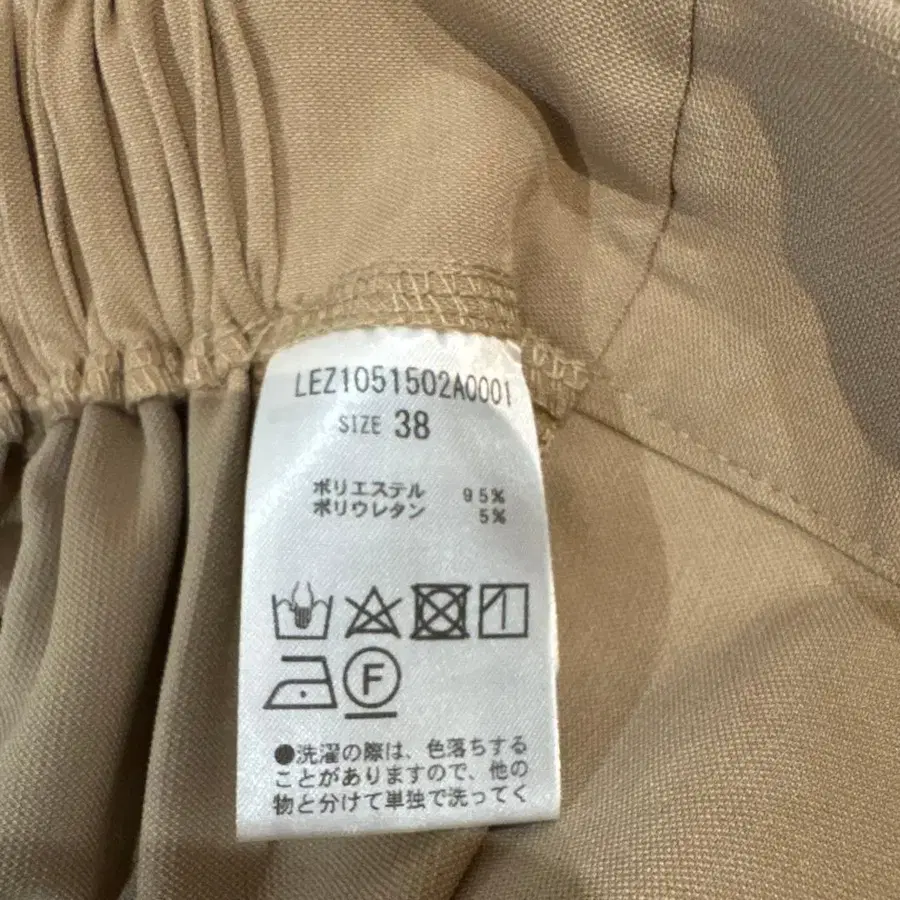 LEZ1051502A0001
SIZE 38
ポリエステル 95%
ポリウレタン 5%
F
●洗濯の際は、色落ちする
ことがありますので、他の
物と分けて単独で洗ってく